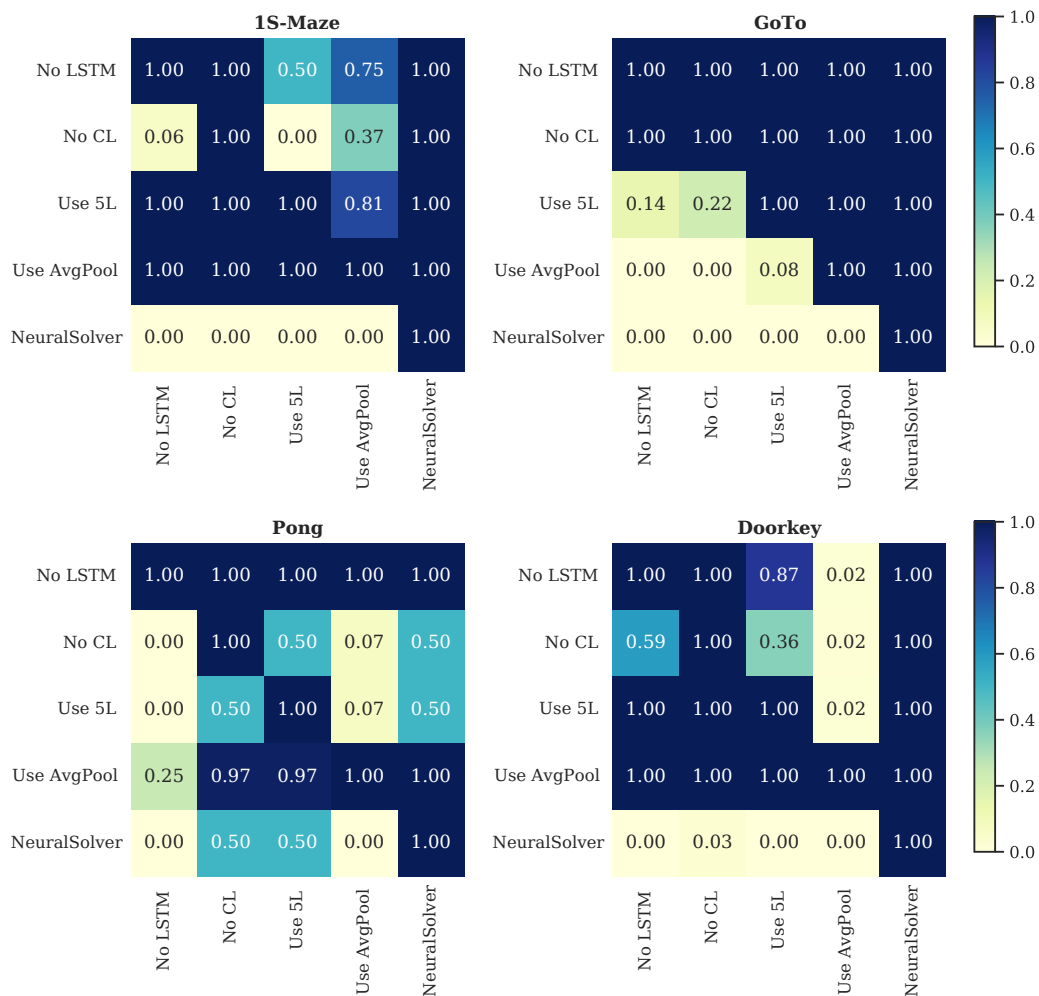 1S-Maze
No LSTM 1.00 1.00 0.50 0.75 1.00
No CL 0.06 1.00 0.00 0.37 1.00
Use 5L 1.00 1.00 1.00 0.81 1.00
Use AvgPool 1.00 1.00 1.00 1.00 1.00
NeuralSolver 0.00 0.00 0.00 0.00 1.00
No LSTM No CL Use 5L Use AvgPool NeuralSolver
GoTo
No LSTM 1.00 1.00 1.00 1.00 1.00
No CL 1.00 1.00 1.00 1.00 1.00
Use 5L 0.14 0.22 1.00 1.00 1.00
Use AvgPool 0.00 0.00 0.08 1.00 1.00
NeuralSolver 0.00 0.00 0.00 0.00 1.00
No LSTM No CL Use 5L Use AvgPool NeuralSolver
1.0
0.8
0.6
0.4
0.2
0.0
Pong
No LSTM 1.00 1.00 1.00 1.00 1.00
No CL 0.00 1.00 0.50 0.07 0.50
Use 5L 0.00 0.50 1.00 0.07 0.50
Use AvgPool 0.25 0.97 0.97 1.00 1.00
NeuralSolver 0.00 0.50 0.50 0.00 1.00
No LSTM No CL Use 5L Use AvgPool NeuralSolver
Doorkey
No LSTM 1.00 1.00 0.87 0.02 1.00
No CL 0.59 1.00 0.36 0.02 1.00
Use 5L 1.00 1.00 1.00 0.02 1.00
Use AvgPool 1.00 1.00 1.00 1.00 1.00
NeuralSolver 0.00 0.03 0.00 0.00 1.00
No LSTM No CL Use 5L Use AvgPool NeuralSolver
1.0
0.8
0.6
0.4
0.2
0.0